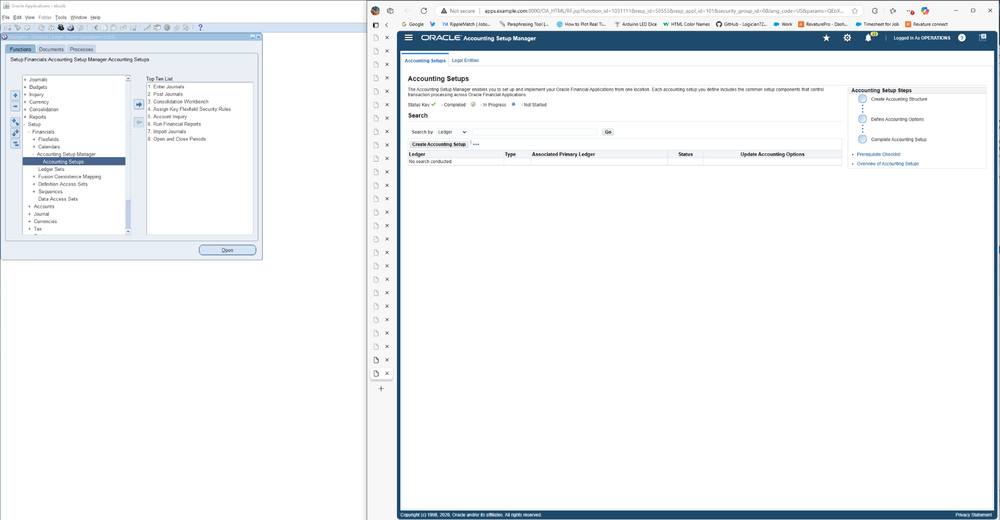 Oracle Applications - ebsdb
File Edit View Folder Tools Window Help
Navigator - General Ledger, Vision Operations (USA)
Functions Documents Processes
Setup:Financials:Accounting Setup Manager:Accounting Setups
+ Journals
+ Budgets
+ Inquiry
+ Currency
+ Consolidation
+ Reports
- Setup
- Financials
+ Flexfields
+ Calendars
- Accounting Setup Manager
Accounting Setups
Ledger Sets
+ Fusion Coexistence Mapping
+ Definition Access Sets
+ Sequences
Data Access Sets
+ Accounts
+ Journal
+ Currencies
+ Tax
Top Ten List
1. Enter Journals
2. Post Journals
3. Consolidation Workbench
4. Assign Key Flexfield Security Rules
5. Account Inquiry
6. Run Financial Reports
7. Import Journals
8. Open and Close Periods
Open
Not secure apps.example.com:8000/OA_HTML/RF.jsp?function_id=1031111&resp_id=50553&resp_appl_id=101&security_group_id=0&lang_code=US&params=QEbX...
Google RippleMatch | Jobs... Paraphrasing Tool |... How to Plot Real Ti... Arduino LED Dice HTML Color Names GitHub - Logician72... Work RevaturePro - Dash... Timesheet for Job Revature connect
ORACLE Accounting Setup Manager 22 | Logged In As OPERATIONS ?
Accounting Setups Legal Entities
Accounting Setups
The Accounting Setup Manager enables you to set up and implement your Oracle Financial Applications from one location. Each accounting setup you define includes the common setup components that control
transaction processing across Oracle Financial Applications.
Status Key: - Completed - In Progress - Not Started
Search
Search by Ledger Go
Create Accounting Setup | •••
Ledger Type Associated Primary Ledger Status Update Accounting Options
No search conducted.
Accounting Setup Steps
Create Accounting Structure
Define Accounting Options
Complete Accounting Setup
• Prerequisite Checklist
• Overview of Accounting Setups
Copyright (c) 1998, 2020, Oracle and/or its affiliates. All rights reserved. Privacy Statement